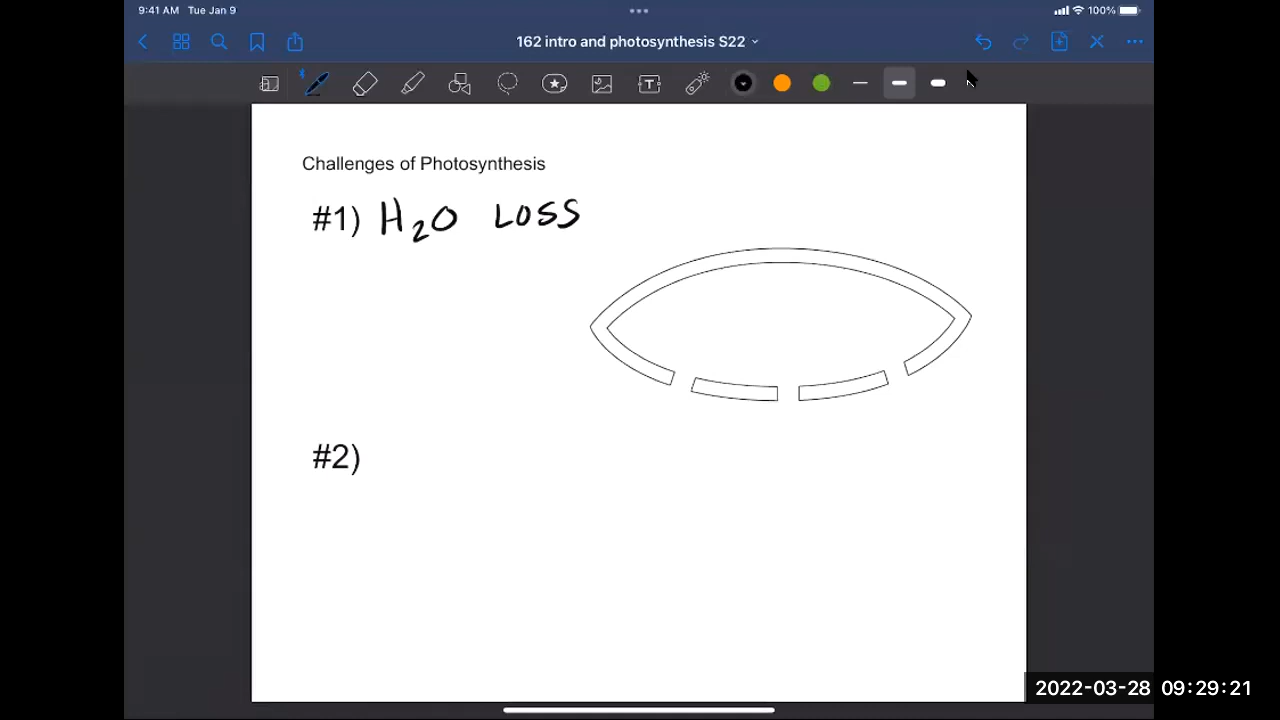 9:41 AM Tue Jan 9
100%
162 intro and photosynthesis S22
Challenges of Photosynthesis
#1) H₂O LOSS
#2)
2022-03-28 09:29:21